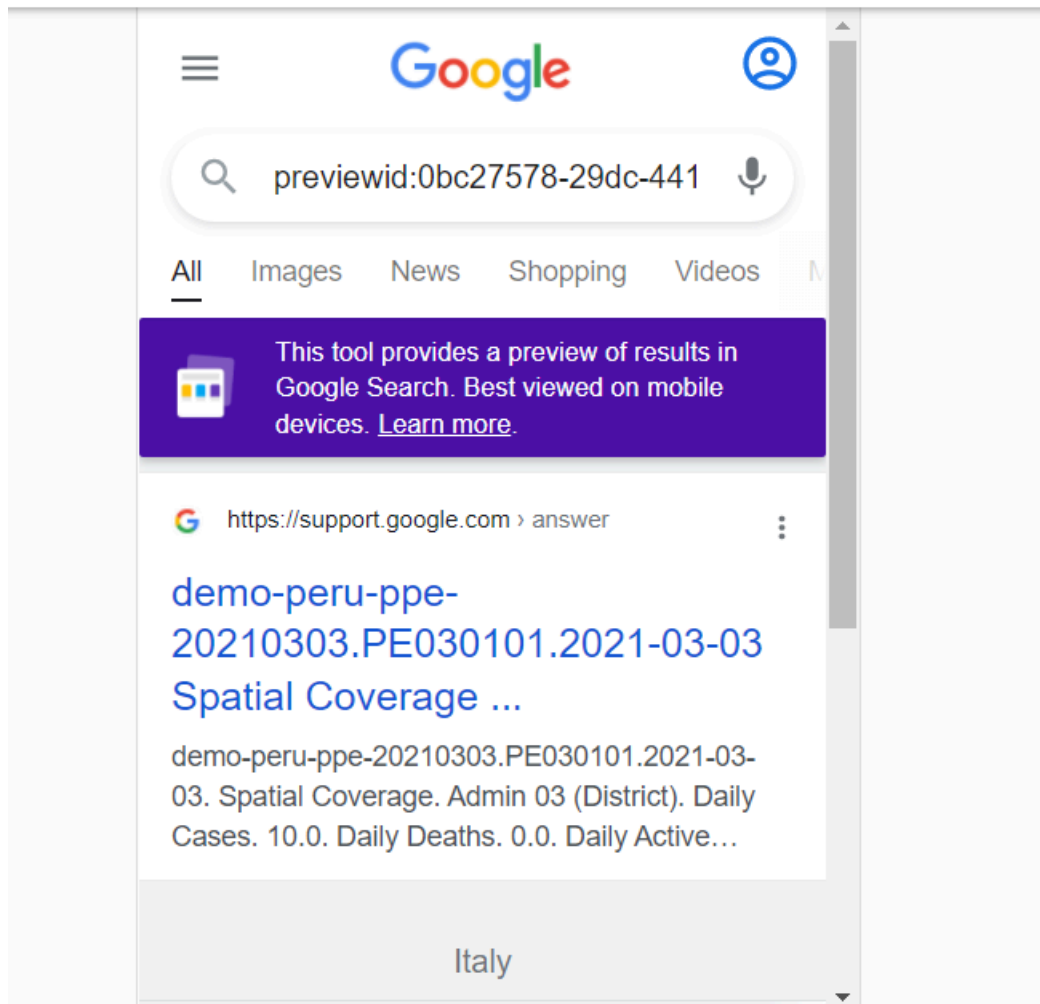 Google
previewid:0bc27578-29dc-441
All Images News Shopping Videos
This tool provides a preview of results in
Google Search. Best viewed on mobile
devices. Learn more.
https://support.google.com › answer
demo-peru-ppe-
20210303.PE030101.2021-03-03
Spatial Coverage ...
demo-peru-ppe-20210303.PE030101.2021-03-
03. Spatial Coverage. Admin 03 (District). Daily
Cases. 10.0. Daily Deaths. 0.0. Daily Active…
Italy